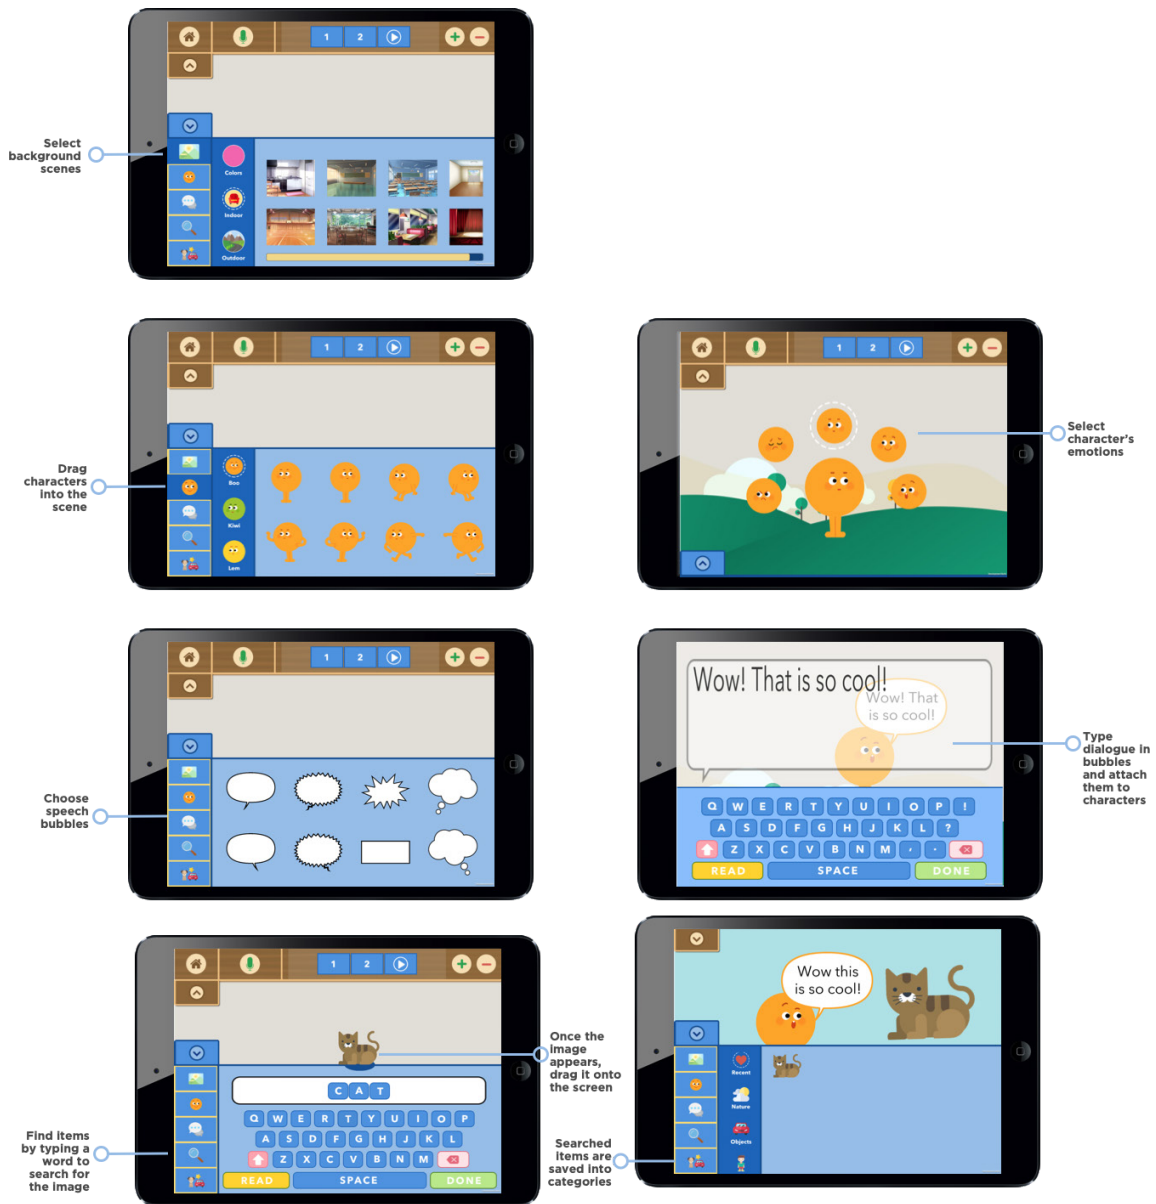 1 2
Select
background
scenes
Colors
Indoor
Outdoor
1 2
Drag
characters
into the
scene
Boo
Kiwi
Lem
1 2
Select
character's
emotions
1 2
Choose
speech
bubbles
Wow! That is so cool!
Wow! That
is so cool!
Q W E R T Y U I O P !
A S D F G H J K L ?
Z X C V B N M , .
READ SPACE DONE
Type
dialogue in
bubbles
and attach
them to
characters
1 2
C A T
Q W E R T Y U I O P
A S D F G H J K L
Z X C V B N M
READ SPACE DONE
Find items
by typing a
word to
search for
the image
Once the
image
appears,
drag it onto
the screen
Wow this
is so cool!
Recent
Nature
Objects
Searched
items are
saved into
categories